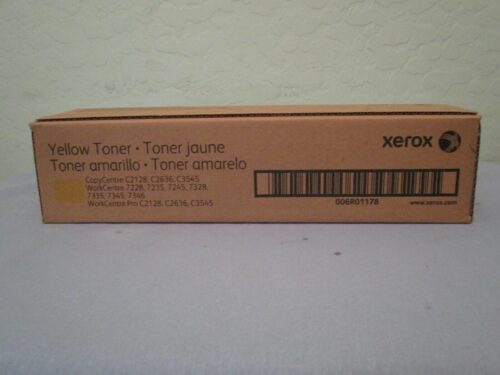 Yellow Toner • Toner jaune
Toner amarillo • Toner amarelo
CopyCentre C2128, C2636, C3545
WorkCentre 7228, 7235, 7245, 7328,
7335, 7345, 7346
WorkCentre Pro C2128, C2636, C3545
xerox
006R01178
www.xerox.com